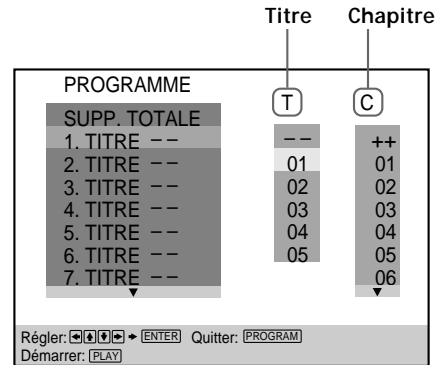 Titre Chapitre
PROGRAMME
T C
SUPP. TOTALE
1. TITRE – – – – ++
2. TITRE – – 01 01
3. TITRE – – 02 02
4. TITRE – – 03 03
5. TITRE – – 04 04
6. TITRE – – 05 05
7. TITRE – – 06
Régler: ENTER Quitter: PROGRAM
Démarrer: PLAY